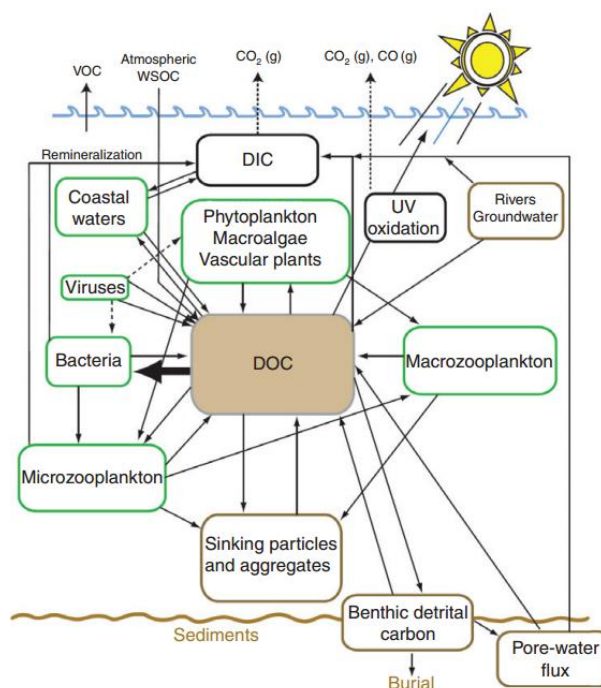 VOC
Atmospheric
WSOC
CO₂ (g)
CO₂ (g), CO (g)
Remineralization
DIC
Coastal
waters
Phytoplankton
Macroalgae
Vascular plants
UV
oxidation
Rivers
Groundwater
Viruses
Bacteria
DOC
Macrozooplankton
Microzooplankton
Sinking particles
and aggregates
Sediments
Benthic detrital
carbon
Pore-water
flux
Burial